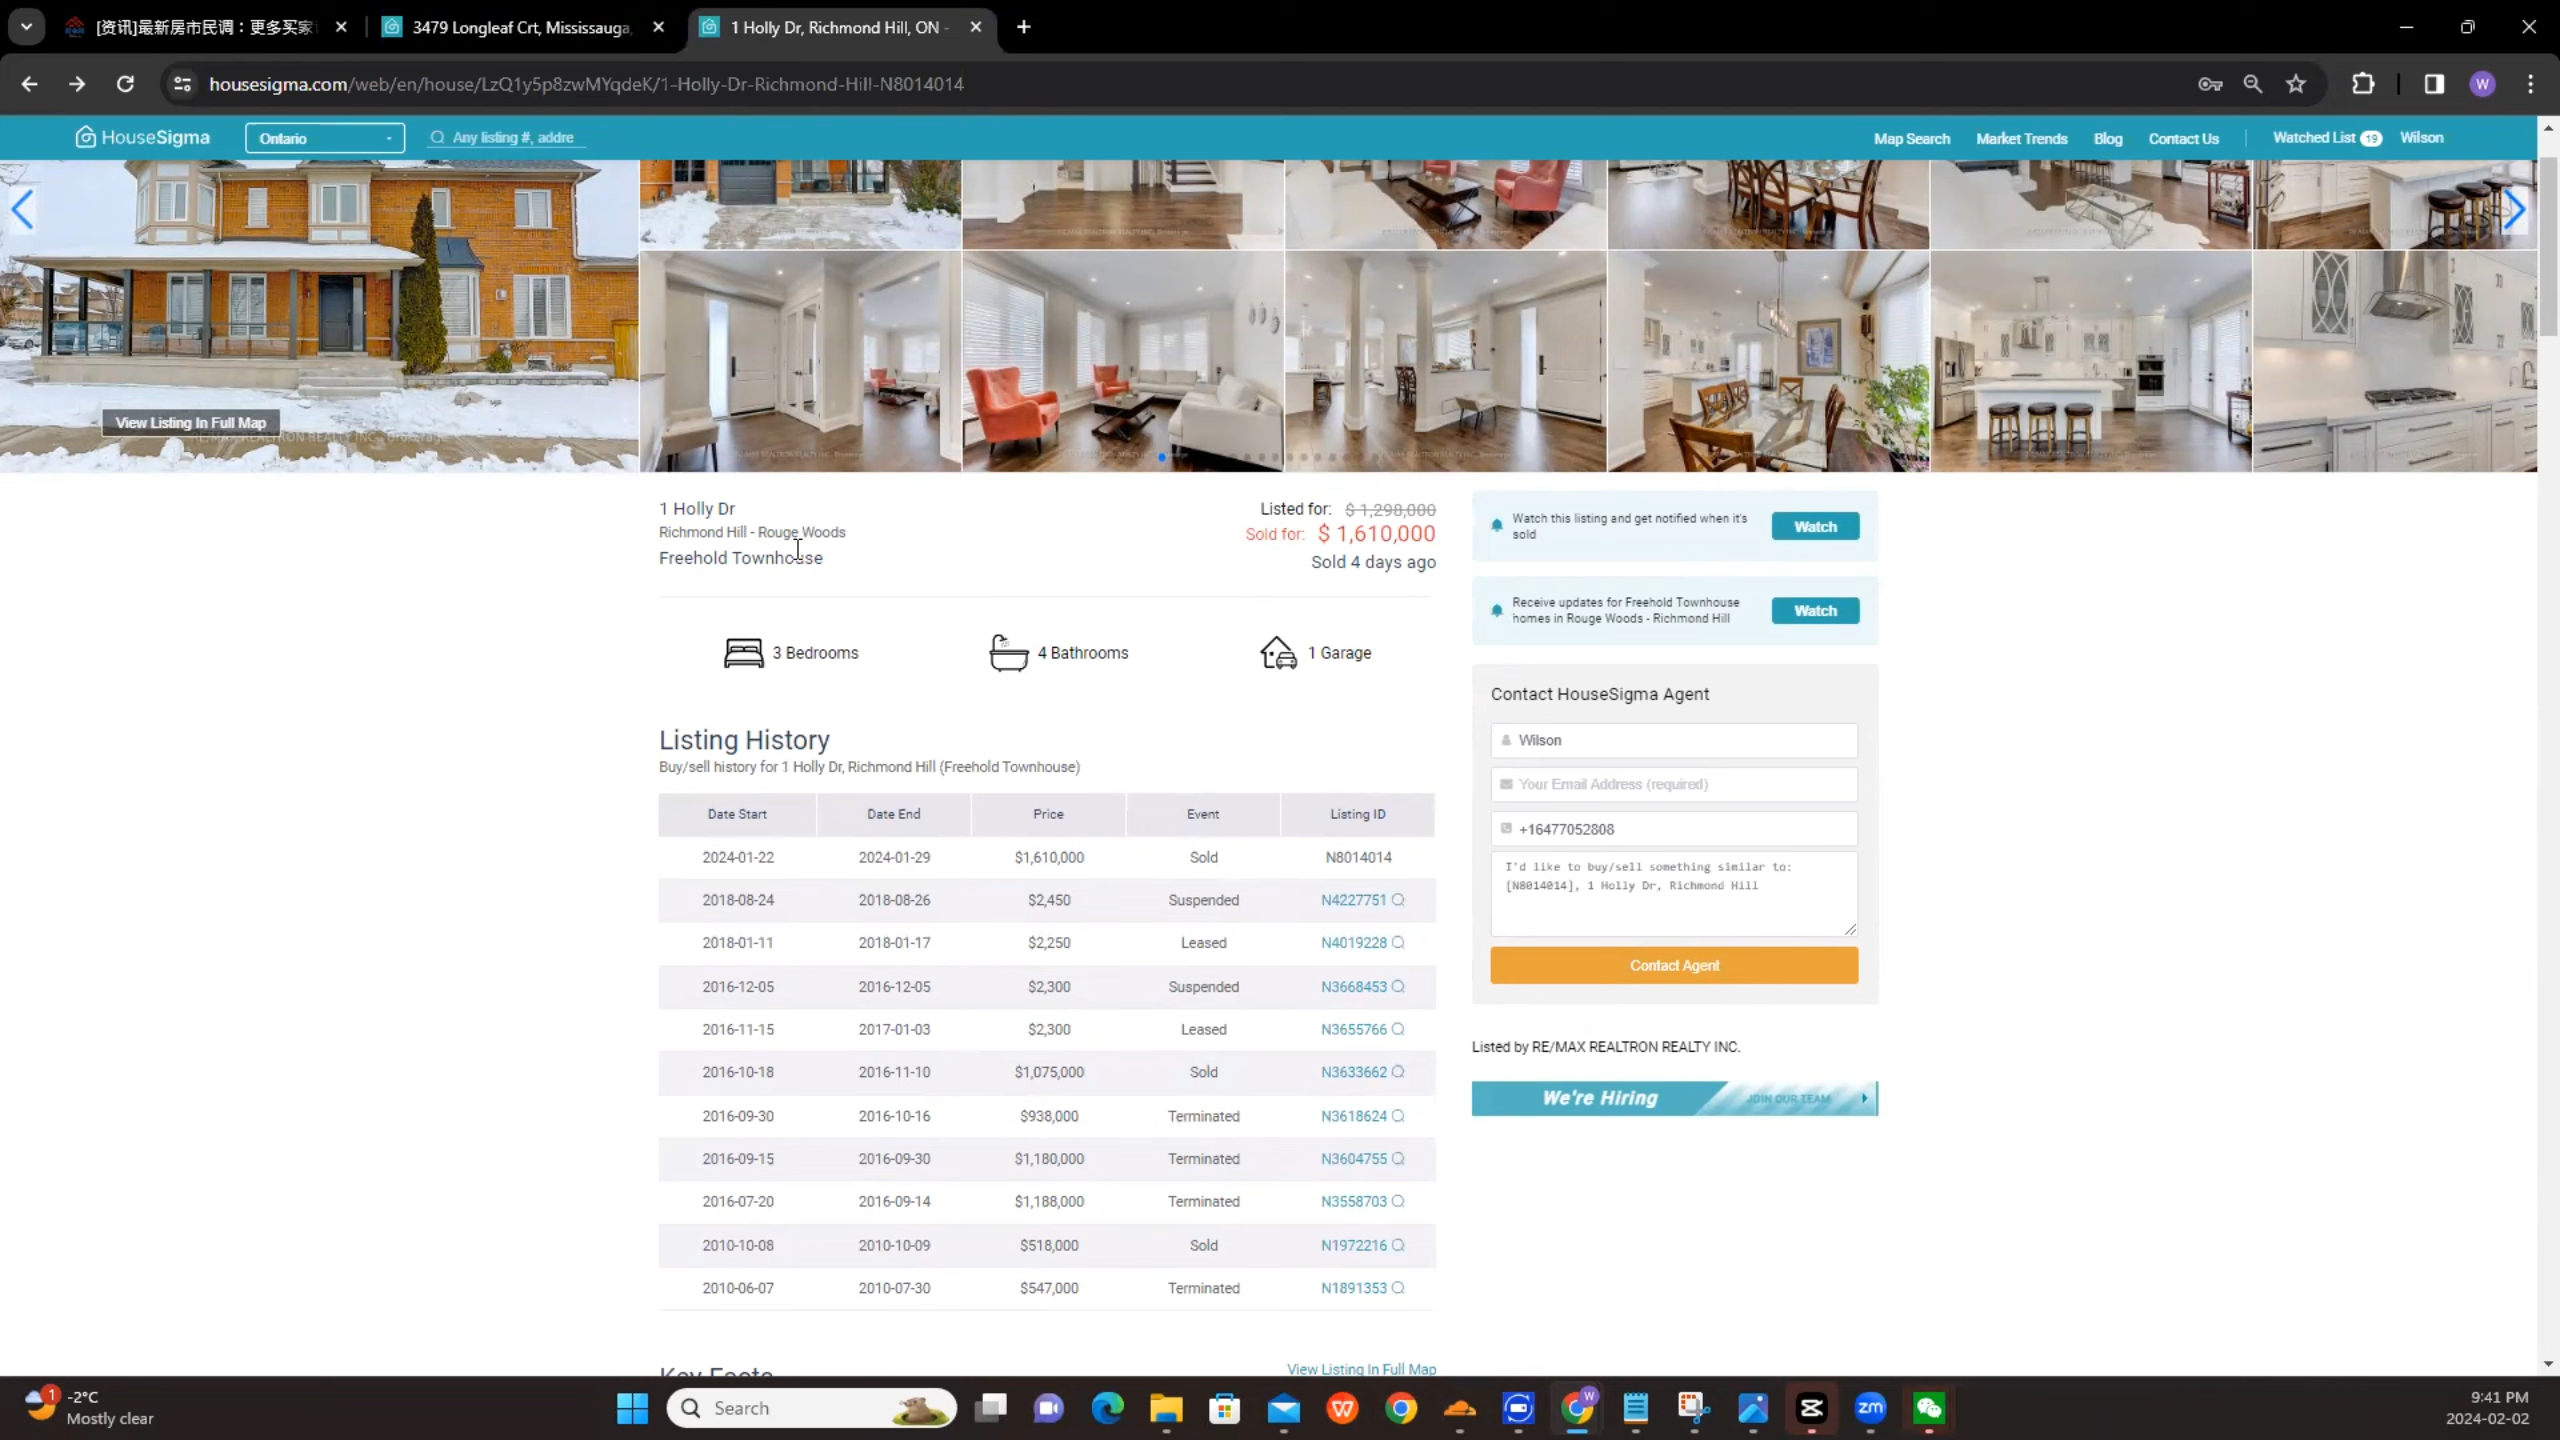 [资讯]最新房市民调：更多买家
3479 Longleaf Crt, Mississauga,
1 Holly Dr, Richmond Hill, ON -
housesigma.com/web/en/house/LzQ1y5p8zwMYqdeK/1-Holly-Dr-Richmond-Hill-N8014014
W
HouseSigma
Ontario
Any listing #, addre
Map Search
Market Trends
Blog
Contact Us
Watched List 19
Wilson
View Listing In Full Map
1 Holly Dr
Richmond Hill - Rouge Woods
Freehold Townhouse
Listed for: $ 1,298,000
Sold for: $ 1,610,000
Sold 4 days ago
3 Bedrooms
4 Bathrooms
1 Garage
Listing History
Buy/sell history for 1 Holly Dr, Richmond Hill (Freehold Townhouse)
Date Start Date End Price Event Listing ID
2024-01-22 2024-01-29 $1,610,000 Sold N8014014
2018-08-24 2018-08-26 $2,450 Suspended N4227751
2018-01-11 2018-01-17 $2,250 Leased N4019228
2016-12-05 2016-12-05 $2,300 Suspended N3668453
2016-11-15 2017-01-03 $2,300 Leased N3655766
2016-10-18 2016-11-10 $1,075,000 Sold N3633662
2016-09-30 2016-10-16 $938,000 Terminated N3618624
2016-09-15 2016-09-30 $1,180,000 Terminated N3604755
2016-07-20 2016-09-14 $1,188,000 Terminated N3558703
2010-10-08 2010-10-09 $518,000 Sold N1972216
2010-06-07 2010-07-30 $547,000 Terminated N1891353
Key Facts
View Listing In Full Map
Watch this listing and get notified when it's
sold
Watch
Receive updates for Freehold Townhouse
homes in Rouge Woods - Richmond Hill
Watch
Contact HouseSigma Agent
Wilson
Your Email Address (required)
+16477052808
I'd like to buy/sell something similar to:
[N8014014], 1 Holly Dr, Richmond Hill
Contact Agent
Listed by RE/MAX REALTRON REALTY INC.
We're Hiring
JOIN OUR TEAM
1
-2°C
Mostly clear
Search
W
zm
9:41 PM
2024-02-02